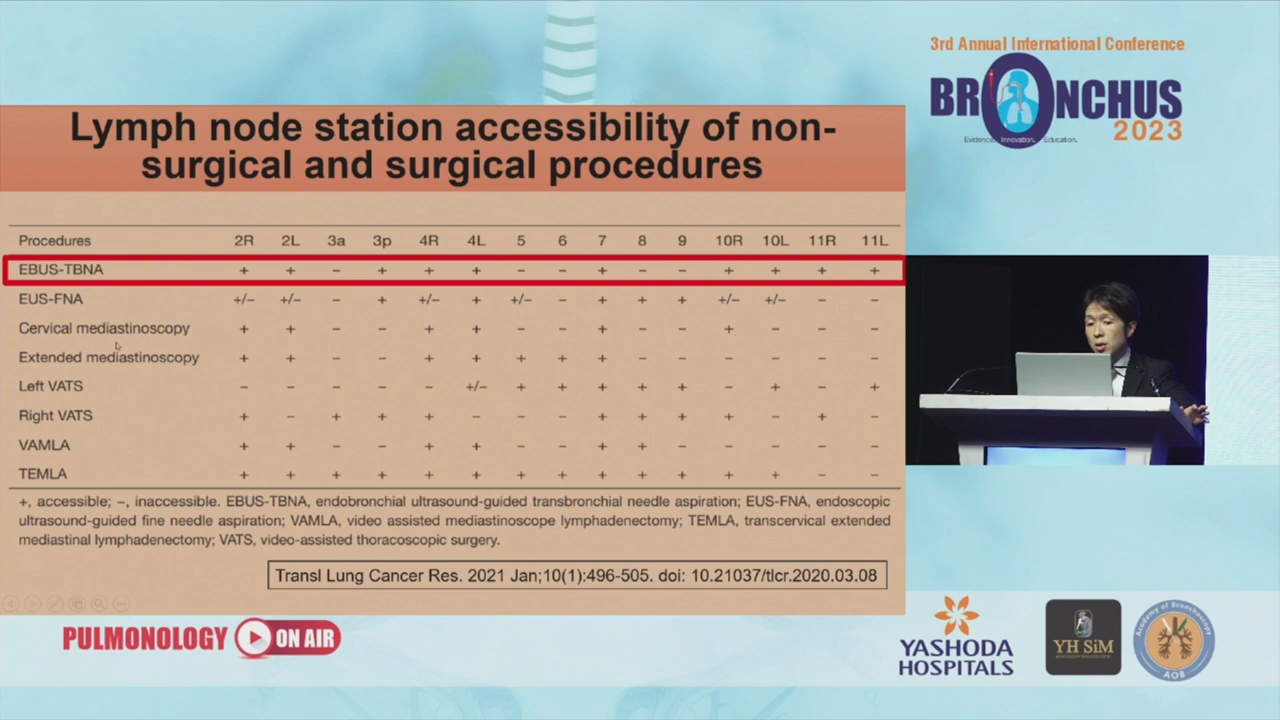 3rd Annual International Conference
BRONCHUS
2023
Evidence. Innovation. Education.
Lymph node station accessibility of non-
surgical and surgical procedures
Procedures 2R 2L 3a 3p 4R 4L 5 6 7 8 9 10R 10L 11R 11L
EBUS-TBNA + + – + + + – – + – – + + + +
EUS-FNA +/– +/– – + +/– + +/– – + + + +/– +/– – –
Cervical mediastinoscopy + + – – + + – – + – – + – – –
Extended mediastinoscopy + + – – + + + + + – – – – – –
Left VATS – – – – – +/– + + + + + – + – +
Right VATS + – + + + – – – + + + + – + –
VAMLA + + – – + + – – + + – – – – –
TEMLA + + + + + + + + + + + + + – –
+, accessible; –, inaccessible. EBUS-TBNA, endobronchial ultrasound-guided transbronchial needle aspiration; EUS-FNA, endoscopic
ultrasound-guided fine needle aspiration; VAMLA, video assisted mediastinoscope lymphadenectomy; TEMLA, transcervical extended
mediastinal lymphadenectomy; VATS, video-assisted thoracoscopic surgery.
Transl Lung Cancer Res. 2021 Jan;10(1):496-505. doi: 10.21037/tlcr.2020.03.08
PULMONOLOGY ON AIR
YASHODA
HOSPITALS
YH SiM
Academy of Bronchoscopy
AOB